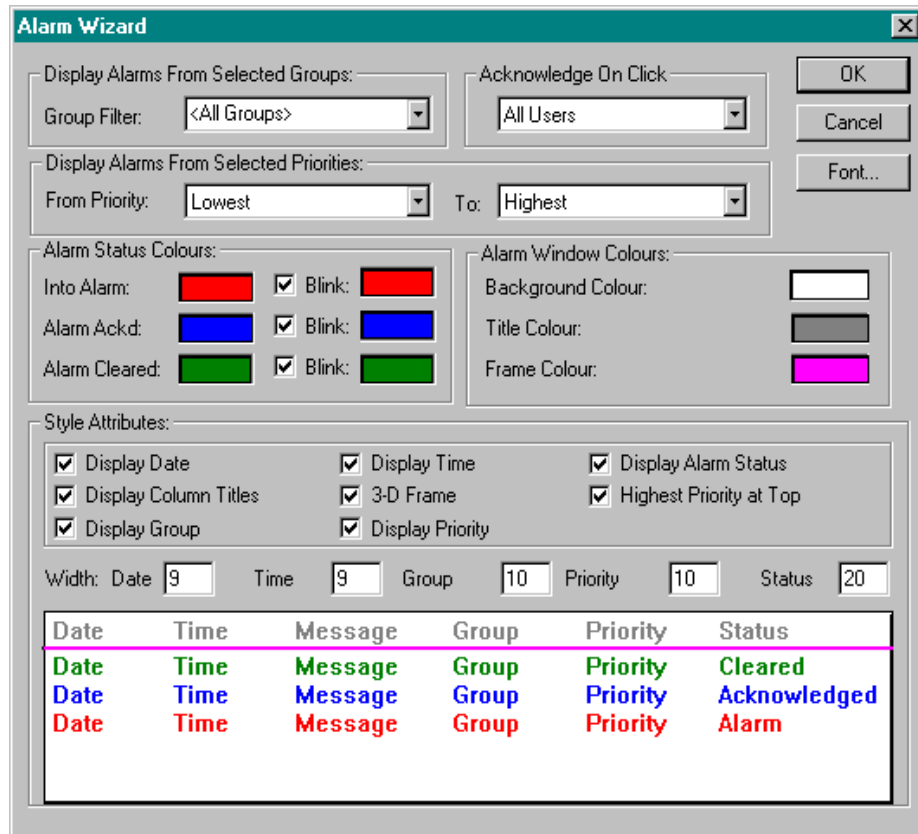 Alarm Wizard
Display Alarms From Selected Groups:
Group Filter: <All Groups>
Acknowledge On Click
All Users
OK
Cancel
Font...
Display Alarms From Selected Priorities:
From Priority: Lowest To: Highest
Alarm Status Colours:
Into Alarm: Blink:
Alarm Ackd: Blink:
Alarm Cleared: Blink:
Alarm Window Colours:
Background Colour:
Title Colour:
Frame Colour:
Style Attributes:
Display Date Display Time Display Alarm Status
Display Column Titles 3-D Frame Highest Priority at Top
Display Group Display Priority
Width: Date 9 Time 9 Group 10 Priority 10 Status 20
Date Time Message Group Priority Status
Date Time Message Group Priority Cleared
Date Time Message Group Priority Acknowledged
Date Time Message Group Priority Alarm